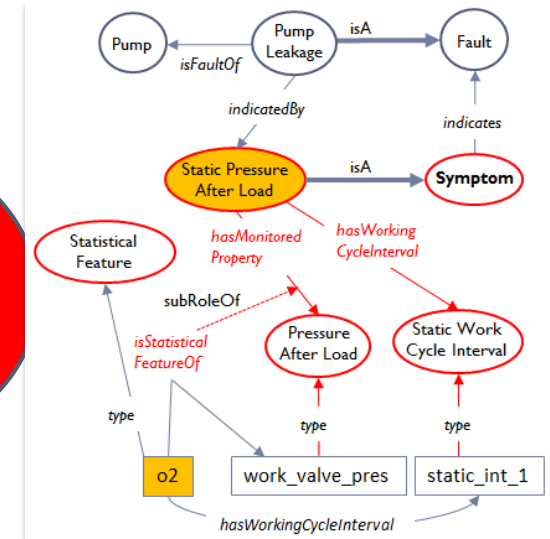 Pump
Pump
Leakage
isA
Fault
isFaultOf
indicatedBy
indicates
Static Pressure
After Load
isA
Symptom
Statistical
Feature
hasMonitored
Property
hasWorking
CycleInterval
subRoleOf
isStatistical
FeatureOf
Pressure
After Load
Static Work
Cycle Interval
type
type
type
o2
work_valve_pres
static_int_1
hasWorkingCycleInterval